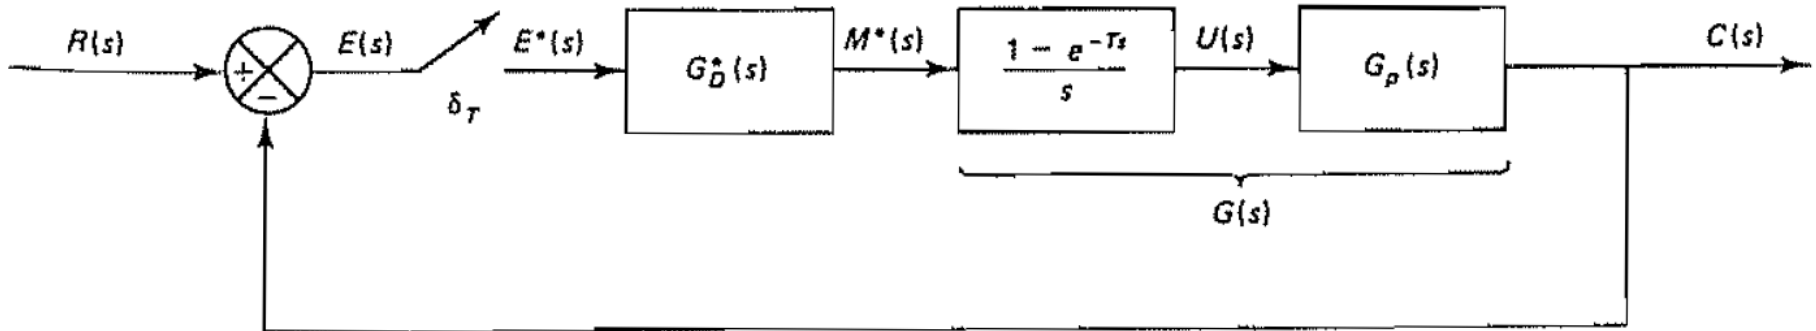 R(s)
+
−
E(s)
δ_T
E*(s)
G*_D(s)
M*(s)
1 − e^{−Ts}
s
U(s)
G_p(s)
C(s)
G(s)